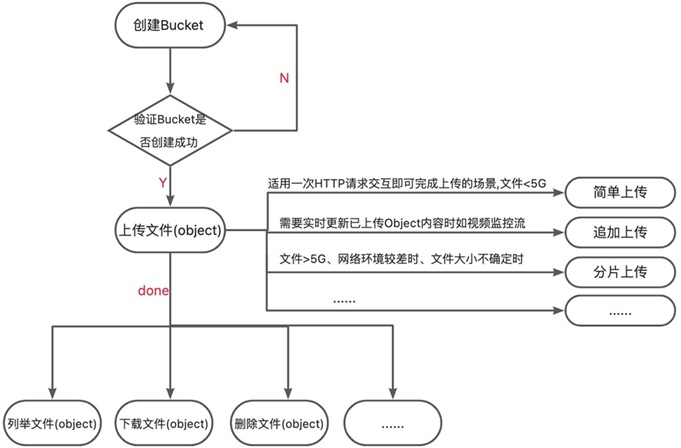 创建Bucket
N
验证Bucket是
否创建成功
Y
适用一次HTTP请求交互即可完成上传的场景,文件<5G
简单上传
上传文件(object)
需要实时更新已上传Object内容时如视频监控流
追加上传
文件>5G、网络环境较差时、文件大小不确定时
分片上传
......
......
done
列举文件(object)
下载文件(object)
删除文件(object)
......